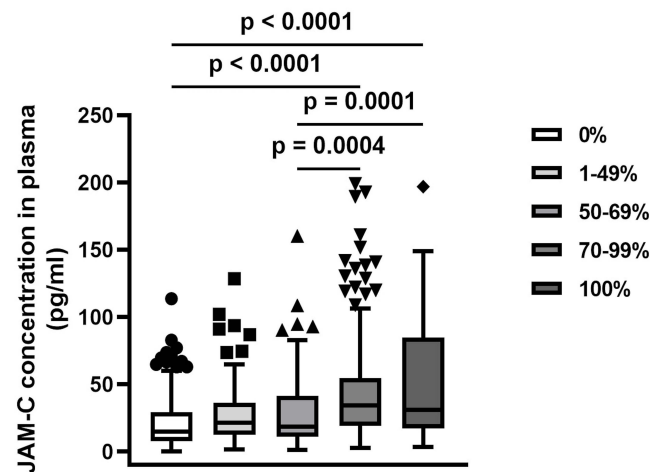 p < 0.0001
p < 0.0001
p = 0.0001
p = 0.0004
JAM-C concentration in plasma
(pg/ml)
250
200
150
100
50
0
0%
1-49%
50-69%
70-99%
100%